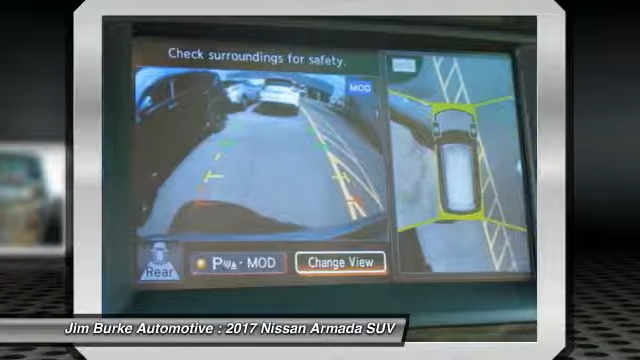 Check surroundings for safety.
MOD
Rear
P MOD
Change View
Jim Burke Automotive : 2017 Nissan Armada SUV